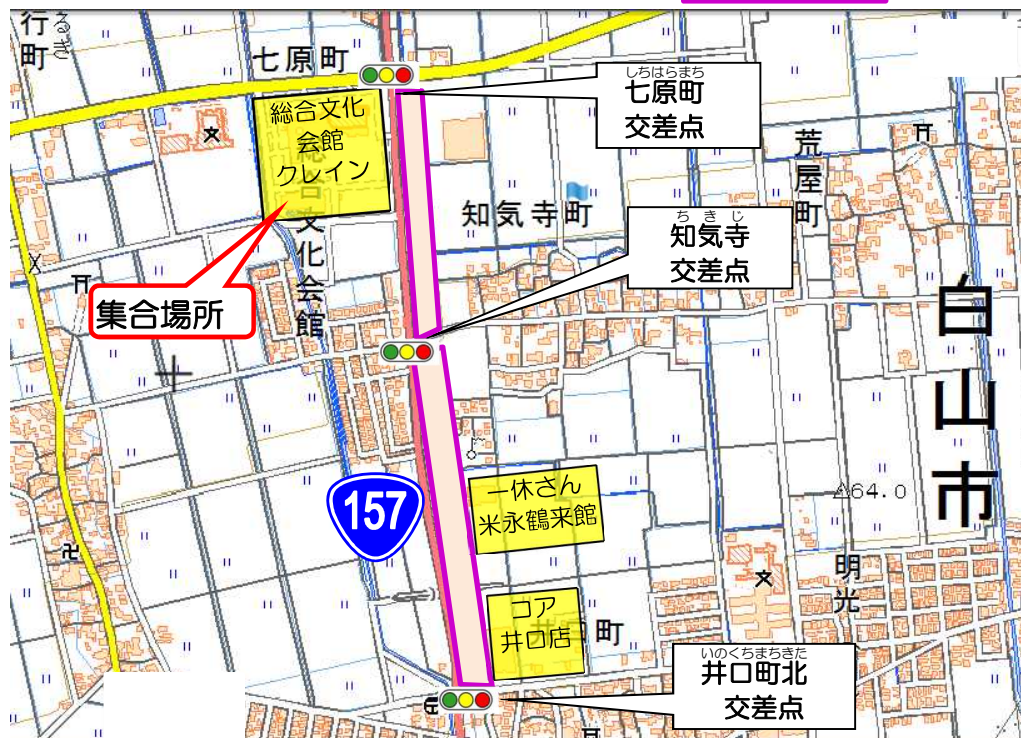 行町
るき
七原町
しちはらまち
七原町
交差点
総合文化
会館
クレイン
総合文化会館
荒屋町
知気寺町
ちきじ
知気寺
交差点
集合場所
白山市
157
一休さん
米永鶴来館
64.0
明光
コア
井口店
井口町
いのくちまちきた
井口町北
交差点